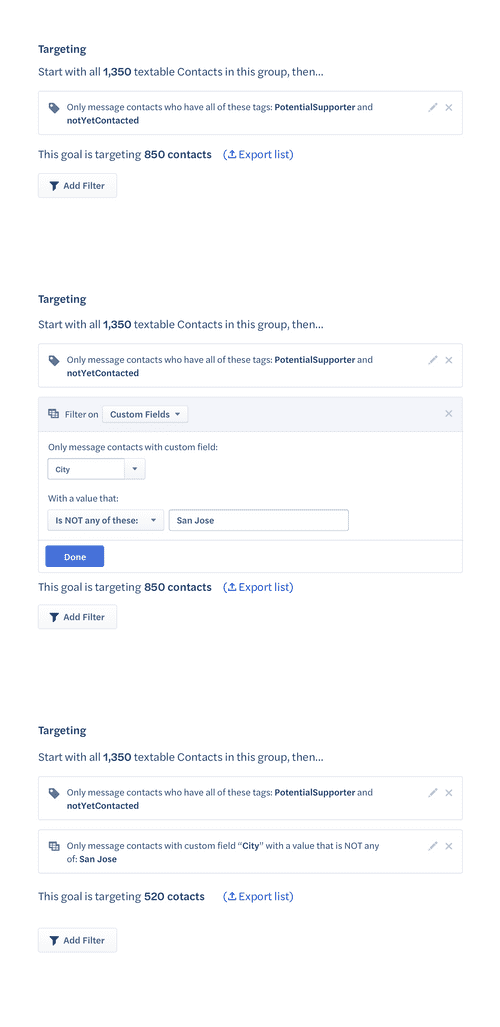 Targeting
Start with all 1,350 textable Contacts in this group, then...
Only message contacts who have all of these tags: PotentialSupporter and
notYetContacted
This goal is targeting 850 contacts (Export list)
Add Filter
Targeting
Start with all 1,350 textable Contacts in this group, then...
Only message contacts who have all of these tags: PotentialSupporter and
notYetContacted
Filter on Custom Fields
Only message contacts with custom field:
City
With a value that:
Is NOT any of these: San Jose
Done
This goal is targeting 850 contacts (Export list)
Add Filter
Targeting
Start with all 1,350 textable Contacts in this group, then...
Only message contacts who have all of these tags: PotentialSupporter and
notYetContacted
Only message contacts with custom field “City” with a value that is NOT any
of: San Jose
This goal is targeting 520 cotacts (Export list)
Add Filter